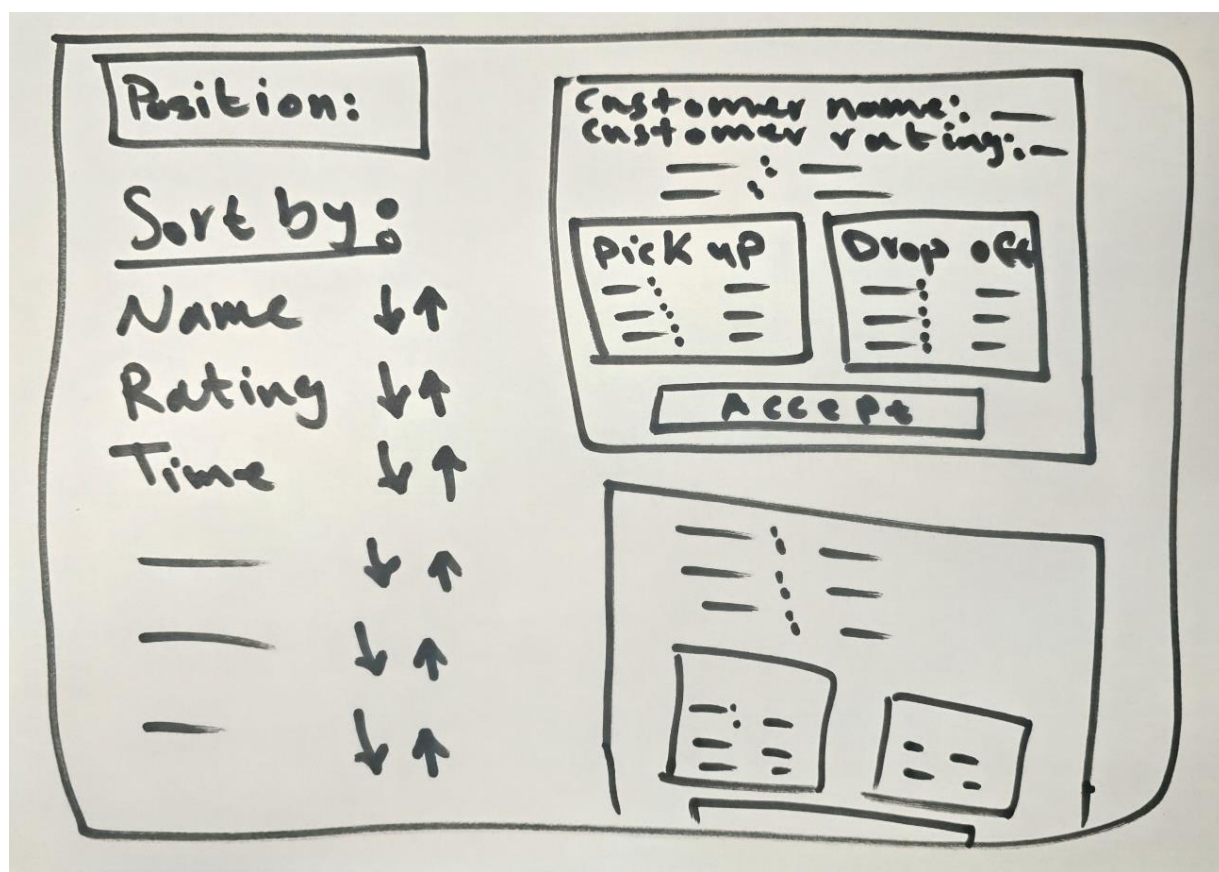 Position:
Sort by:
Name ↓↑
Rating ↓↑
Time ↓↑
↓↑
↓↑
↓↑
Customer name:
Customer rating:
Pick up
Drop off
Accept